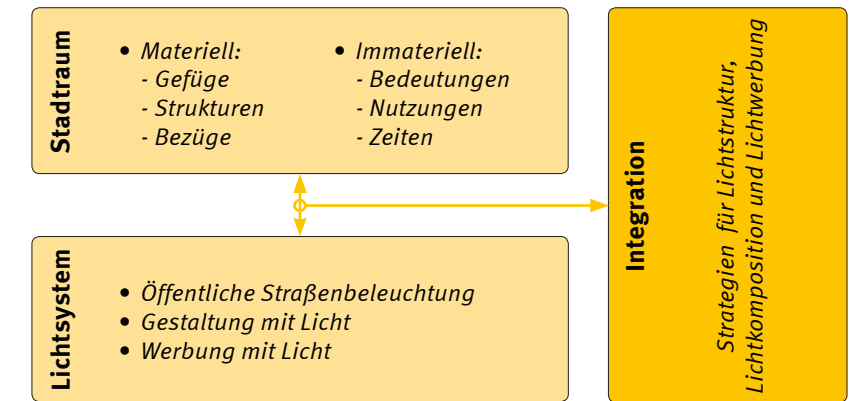 Stadtraum
• Materiell:
- Gefüge
- Strukturen
- Bezüge
• Immateriell:
- Bedeutungen
- Nutzungen
- Zeiten
Lichtsystem
• Öffentliche Straßenbeleuchtung
• Gestaltung mit Licht
• Werbung mit Licht
Integration
Strategien für Lichtstruktur,
Lichtkomposition und Lichtwerbung